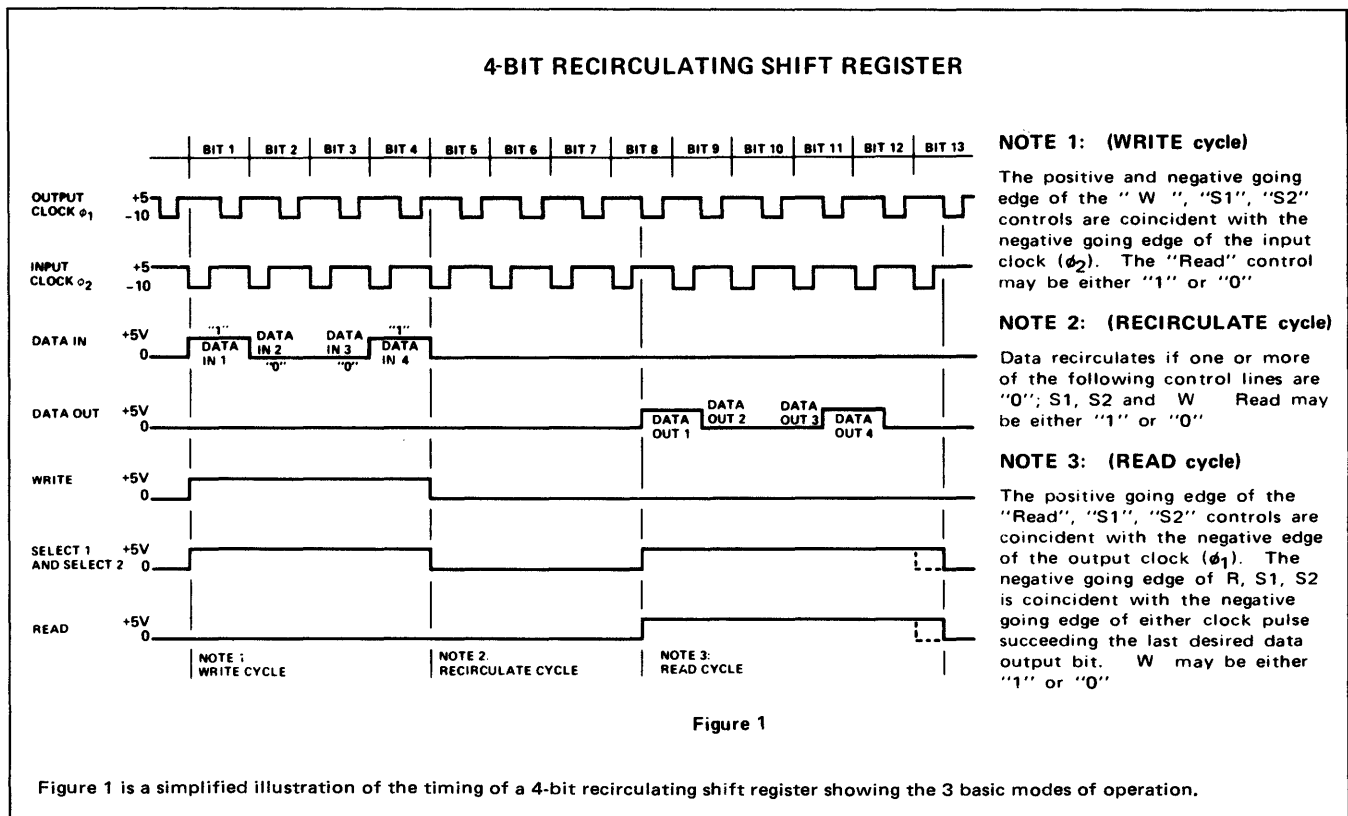 4-BIT RECIRCULATING SHIFT REGISTER
BIT 1 BIT 2 BIT 3 BIT 4 BIT 5 BIT 6 BIT 7 BIT 8 BIT 9 BIT 10 BIT 11 BIT 12 BIT 13
OUTPUT +5
CLOCK φ1 -10
INPUT +5
CLOCK φ2 -10
DATA IN +5V
0
"1" DATA IN 1
DATA IN 2 "0"
DATA IN 3 "0"
"1" DATA IN 4
DATA OUT +5V
0
DATA OUT 1
DATA OUT 2
DATA OUT 3
DATA OUT 4
WRITE +5V
0
SELECT 1 +5V
AND SELECT 2 0
READ +5V
0
NOTE 1
WRITE CYCLE
NOTE 2.
RECIRCULATE CYCLE
NOTE 3:
READ CYCLE
Figure 1
NOTE 1: (WRITE cycle)
The positive and negative going
edge of the " W ", "S1", "S2"
controls are coincident with the
negative going edge of the input
clock (φ2). The "Read" control
may be either "1" or "0"
NOTE 2: (RECIRCULATE cycle)
Data recirculates if one or more
of the following control lines are
"0"; S1, S2 and W Read may
be either "1" or "0"
NOTE 3: (READ cycle)
The positive going edge of the
"Read", "S1", "S2" controls are
coincident with the negative edge
of the output clock (φ1). The
negative going edge of R, S1, S2
is coincident with the negative
going edge of either clock pulse
succeeding the last desired data
output bit. W may be either
"1" or "0"
Figure 1 is a simplified illustration of the timing of a 4-bit recirculating shift register showing the 3 basic modes of operation.